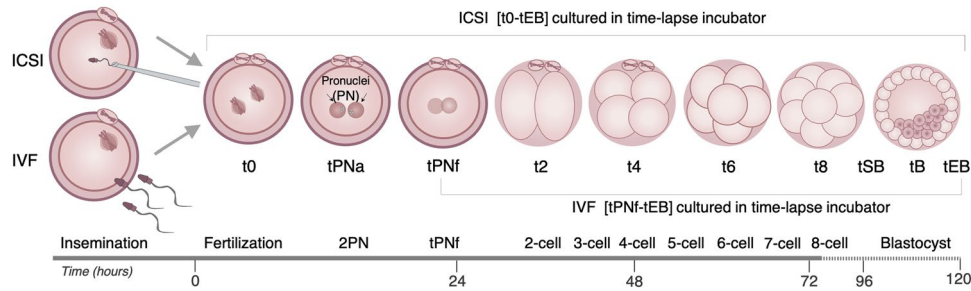 ICSI [t0-tEB] cultured in time-lapse incubator
ICSI
Pronuclei
(PN)
IVF
t0 tPNa tPNf t2 t4 t6 t8 tSB tB tEB
IVF [tPNf-tEB] cultured in time-lapse incubator
Insemination Fertilization 2PN tPNf 2-cell 3-cell 4-cell 5-cell 6-cell 7-cell 8-cell Blastocyst
Time (hours)
0 24 48 72 96 120